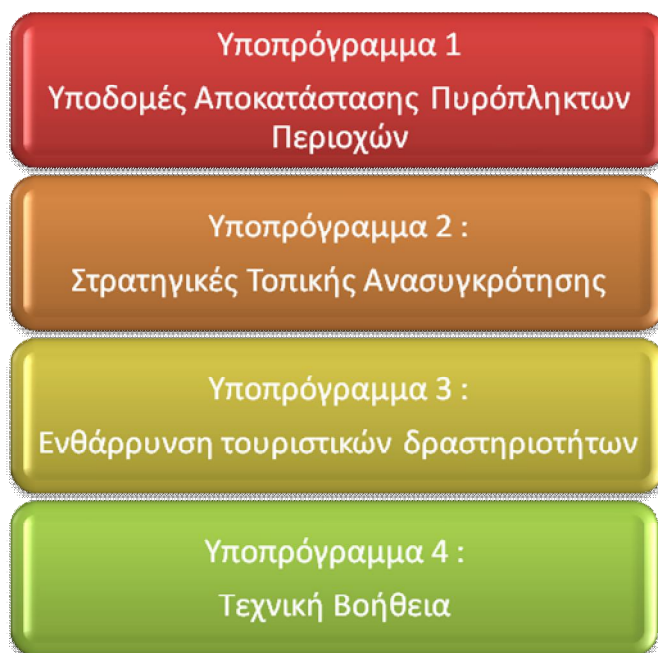 Υποπρόγραμμα 1
Υποδομές Αποκατάστασης Πυρόπληκτων
Περιοχών
Υποπρόγραμμα 2 :
Στρατηγικές Τοπικής Ανασυγκρότησης
Υποπρόγραμμα 3 :
Ενθάρρυνση τουριστικών δραστηριοτήτων
Υποπρόγραμμα 4 :
Τεχνική Βοήθεια